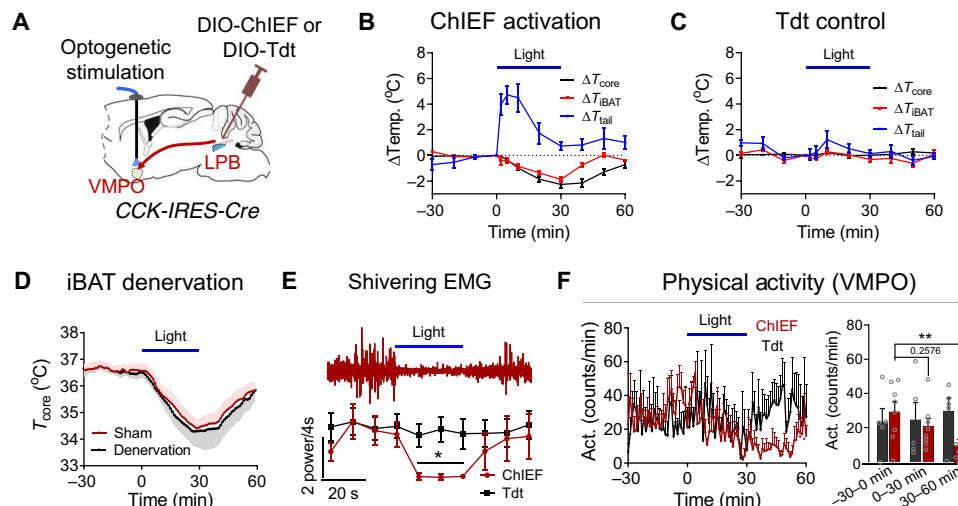 A
Optogenetic
stimulation
DIO-ChIEF or
DIO-Tdt
LPB
VMPO
CCK-IRES-Cre
B
ChIEF activation
Light
ΔTemp. (°C)
8
6
4
2
0
−2
ΔTcore
ΔTiBAT
ΔTtail
−30
0
30
60
Time (min)
C
Tdt control
Light
ΔTemp. (°C)
8
6
4
2
0
−2
ΔTcore
ΔTiBAT
ΔTtail
−30
0
30
60
Time (min)
D
iBAT denervation
Light
Tcore (°C)
38
37
36
35
34
33
Sham
Denervation
−30
0
30
60
Time (min)
E
Shivering EMG
Light
2 power/4s
20 s
*
ChIEF
Tdt
F
Physical activity (VMPO)
Light
ChIEF
Tdt
Act. (counts/min)
80
60
40
20
0
−30
0
30
60
Time (min)
Act. (counts/min)
80
60
40
20
0
**
0.2576
−30–0 min
0–30 min
30–60 min